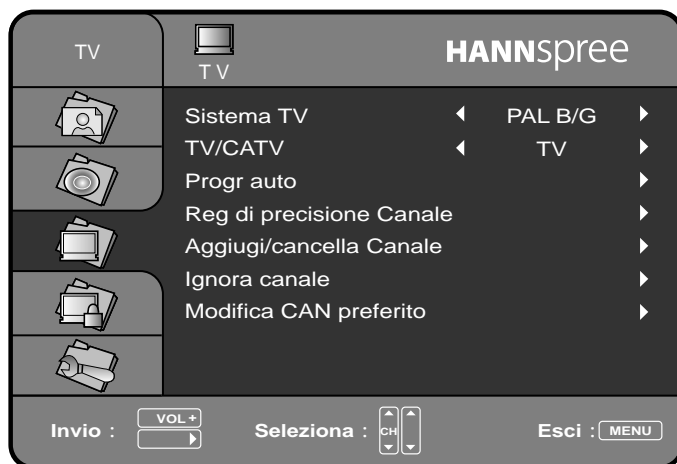 TV
TV
HANNspree
Sistema TV PAL B/G
TV/CATV TV
Progr auto
Reg di precisione Canale
Aggiugi/cancella Canale
Ignora canale
Modifica CAN preferito
Invio : VOL+ Seleziona : CH Esci : MENU